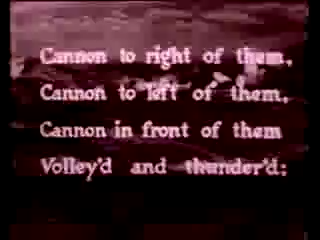 Cannon to right of them,
Cannon to left of them,
Cannon in front of them
Volley'd and thunder'd;